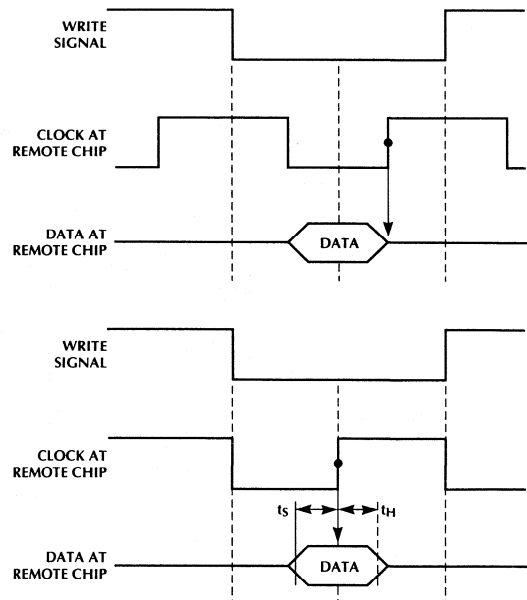 WRITE
SIGNAL
CLOCK AT
REMOTE CHIP
DATA AT
REMOTE CHIP
DATA
WRITE
SIGNAL
CLOCK AT
REMOTE CHIP
tS
tH
DATA AT
REMOTE CHIP
DATA